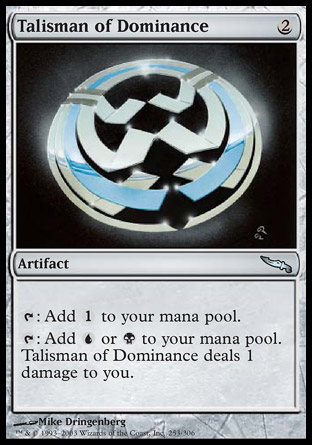 Talisman of Dominance 2
Artifact
: Add 1 to your mana pool.
: Add or to your mana pool.
Talisman of Dominance deals 1
damage to you.
Mike Dringenberg
™ & © 1993–2003 Wizards of the Coast, Inc. 253/306